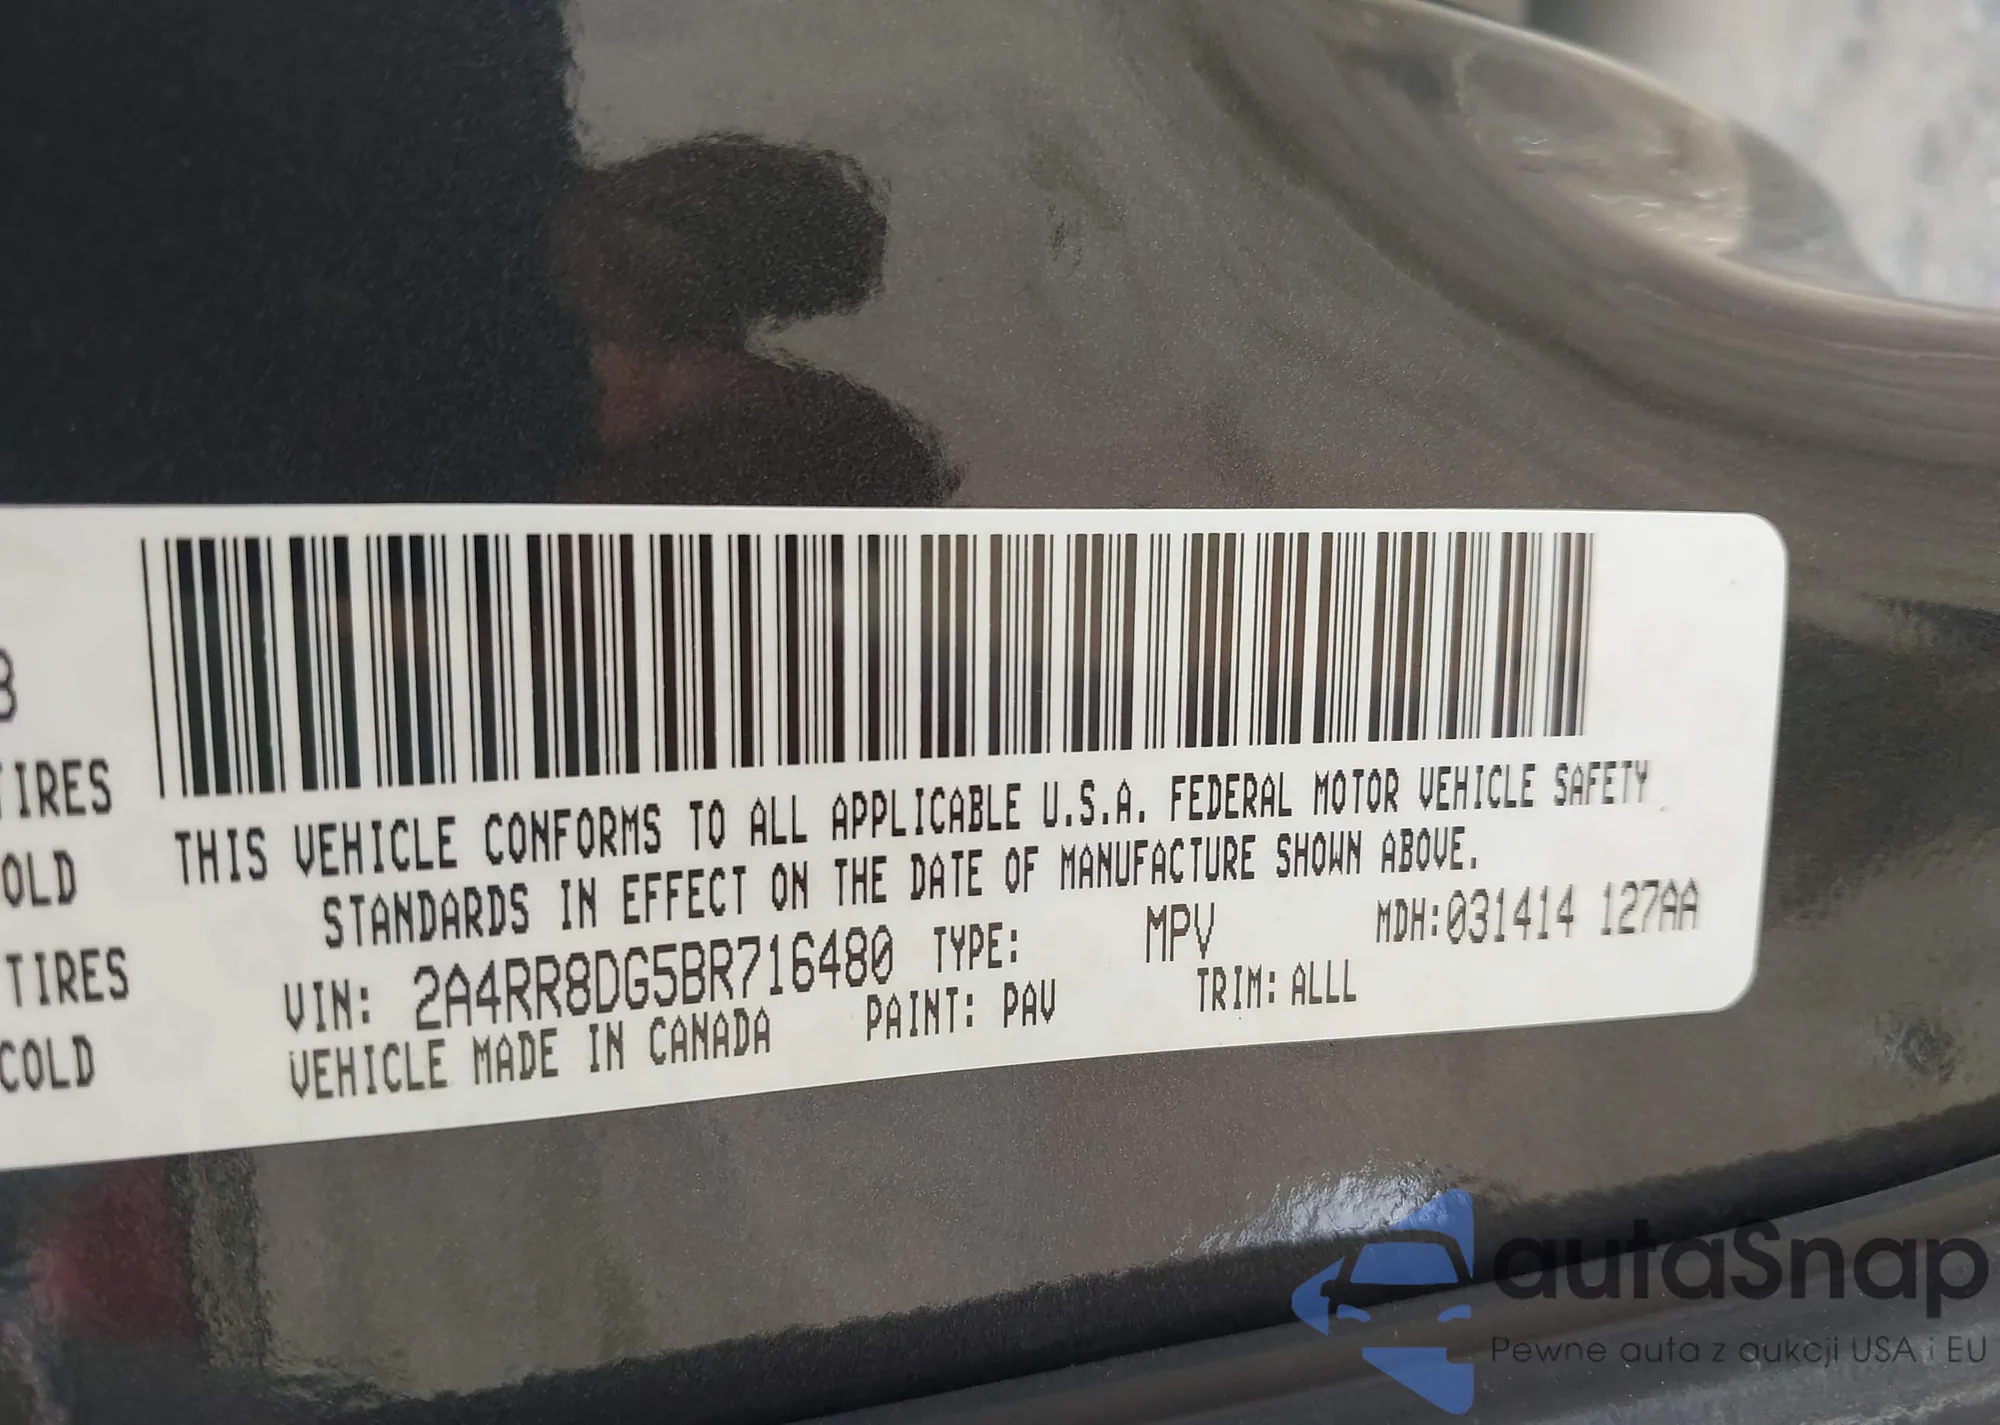 3
TIRES
THIS VEHICLE CONFORMS TO ALL APPLICABLE U.S.A. FEDERAL MOTOR VEHICLE SAFETY
OLD
STANDARDS IN EFFECT ON THE DATE OF MANUFACTURE SHOWN ABOVE.
TIRES
VIN: 2A4RR8DG5BR716480 TYPE: MPV MDH:031414 127AA
COLD
VEHICLE MADE IN CANADA PAINT: PAV TRIM: ALLL
autaSnap
Pewne auta z aukcji USA i EU